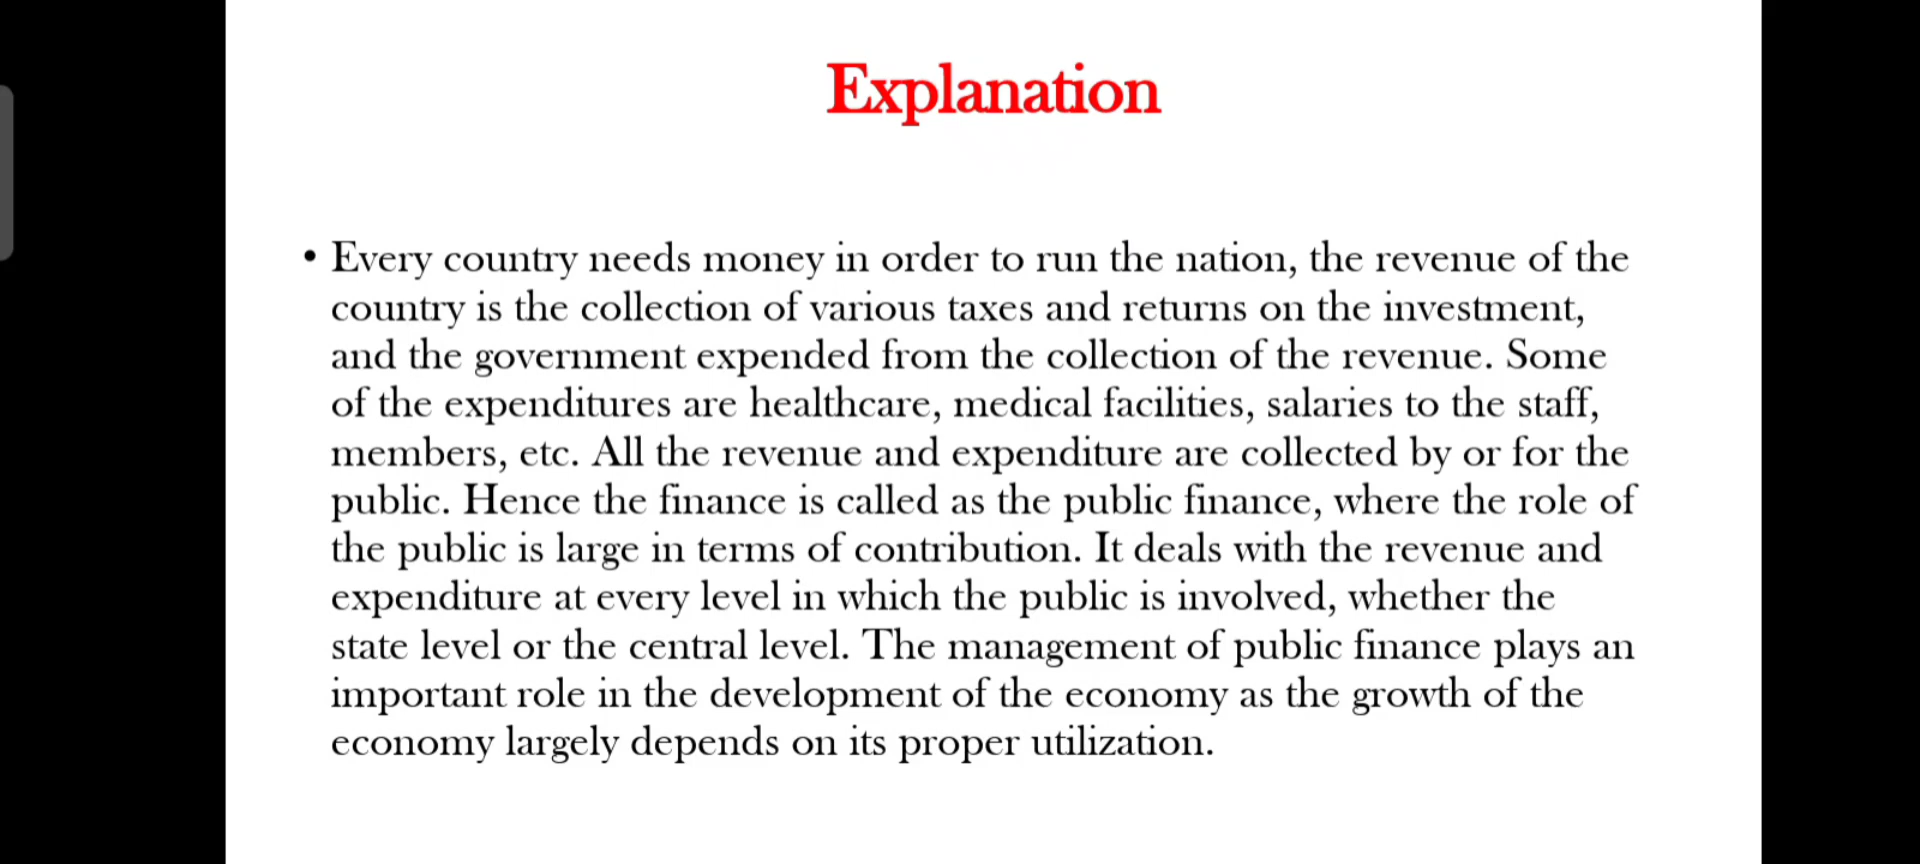 Explanation
• Every country needs money in order to run the nation, the revenue of the
country is the collection of various taxes and returns on the investment,
and the government expended from the collection of the revenue. Some
of the expenditures are healthcare, medical facilities, salaries to the staff,
members, etc. All the revenue and expenditure are collected by or for the
public. Hence the finance is called as the public finance, where the role of
the public is large in terms of contribution. It deals with the revenue and
expenditure at every level in which the public is involved, whether the
state level or the central level. The management of public finance plays an
important role in the development of the economy as the growth of the
economy largely depends on its proper utilization.